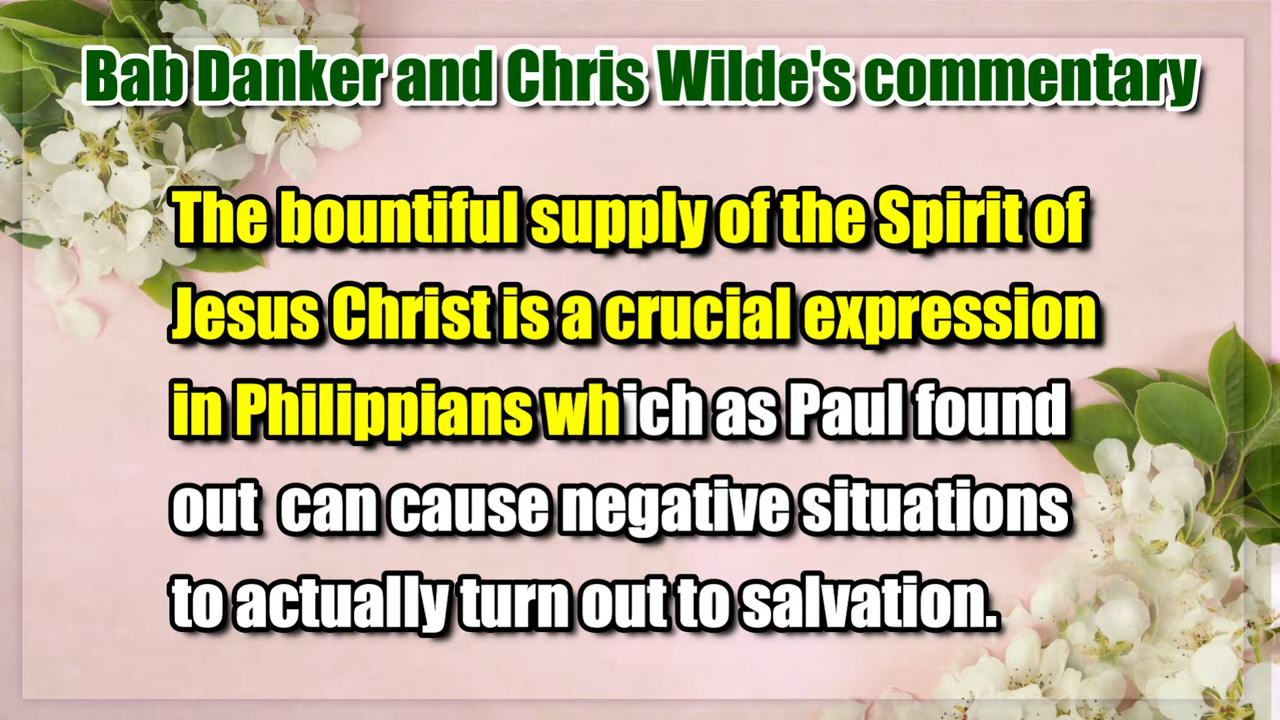 Bab Danker and Chris Wilde's commentary
The bountiful supply of the Spirit of
Jesus Christ is a crucial expression
in Philippians which as Paul found
out  can cause negative situations
to actually turn out to salvation.